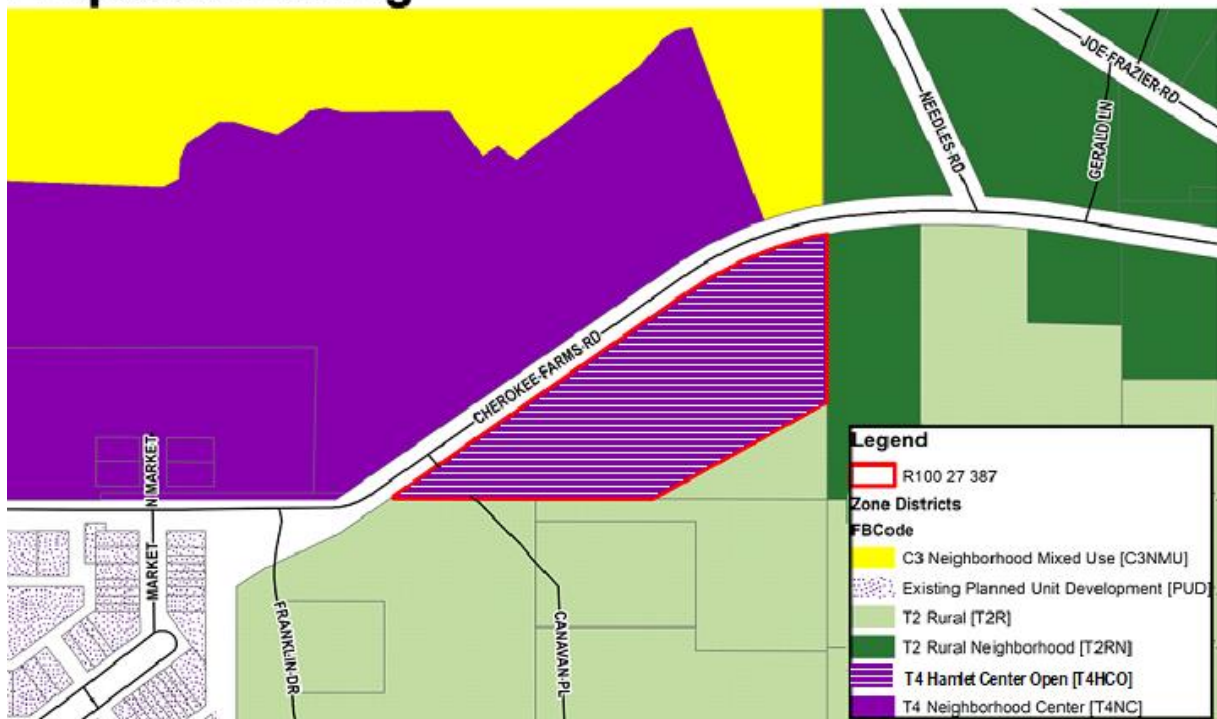 JOE-FRAZIER-RD
NEEDLES-RD
GERALD LN
CHEROKEE-FARMS-RD
N MARKET
MARKET
FRANKLIN-DR
CANAVAN-PL
Legend
R100 27 387
Zone Districts
FBCode
C3 Neighborhood Mixed Use [C3NMU]
Existing Planned Unit Development [PUD]
T2 Rural [T2R]
T2 Rural Neighborhood [T2RN]
T4 Hamlet Center Open [T4HCO]
T4 Neighborhood Center [T4NC]